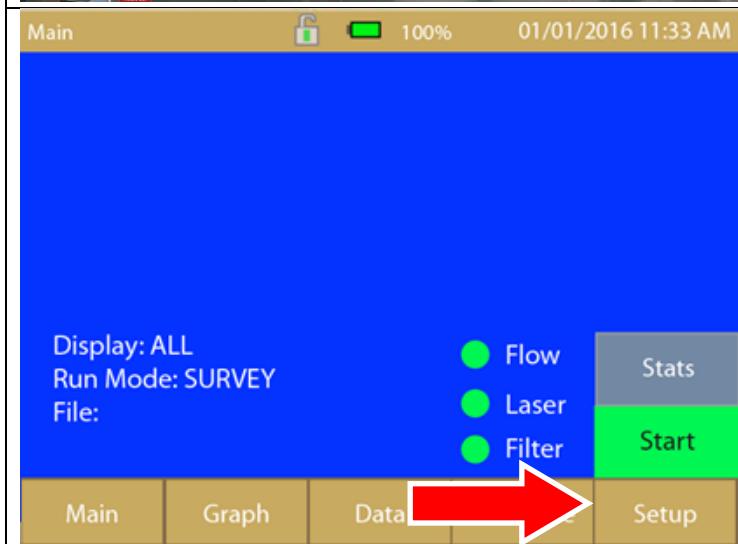 Main 100% 01/01/2016 11:33 AM
Display: ALL
Run Mode: SURVEY
File:
Flow
Laser
Filter
Stats
Start
Main Graph Data Setup